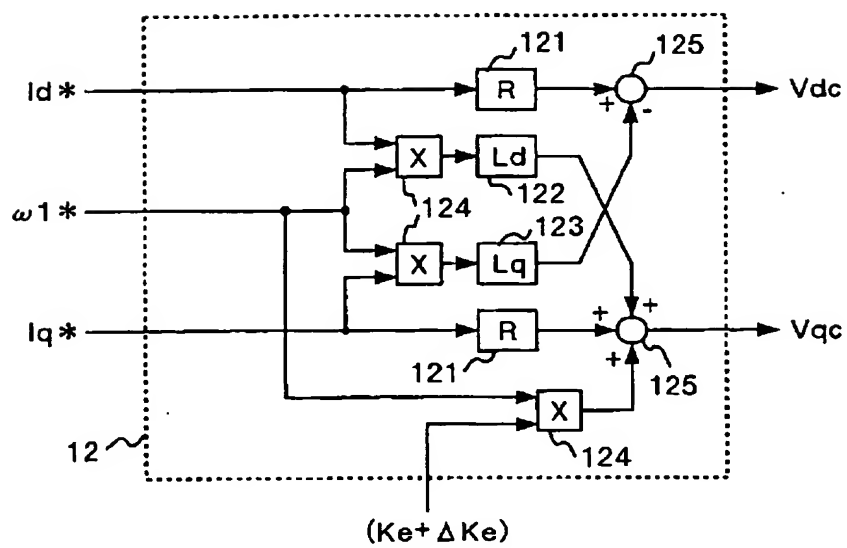 121
125
Id*
R
+
-
Vdc
X
Ld
122
ω1*
124
123
X
Lq
+
+
Iq*
R
Vqc
121
+
125
X
12
124
(Ke+ΔKe)